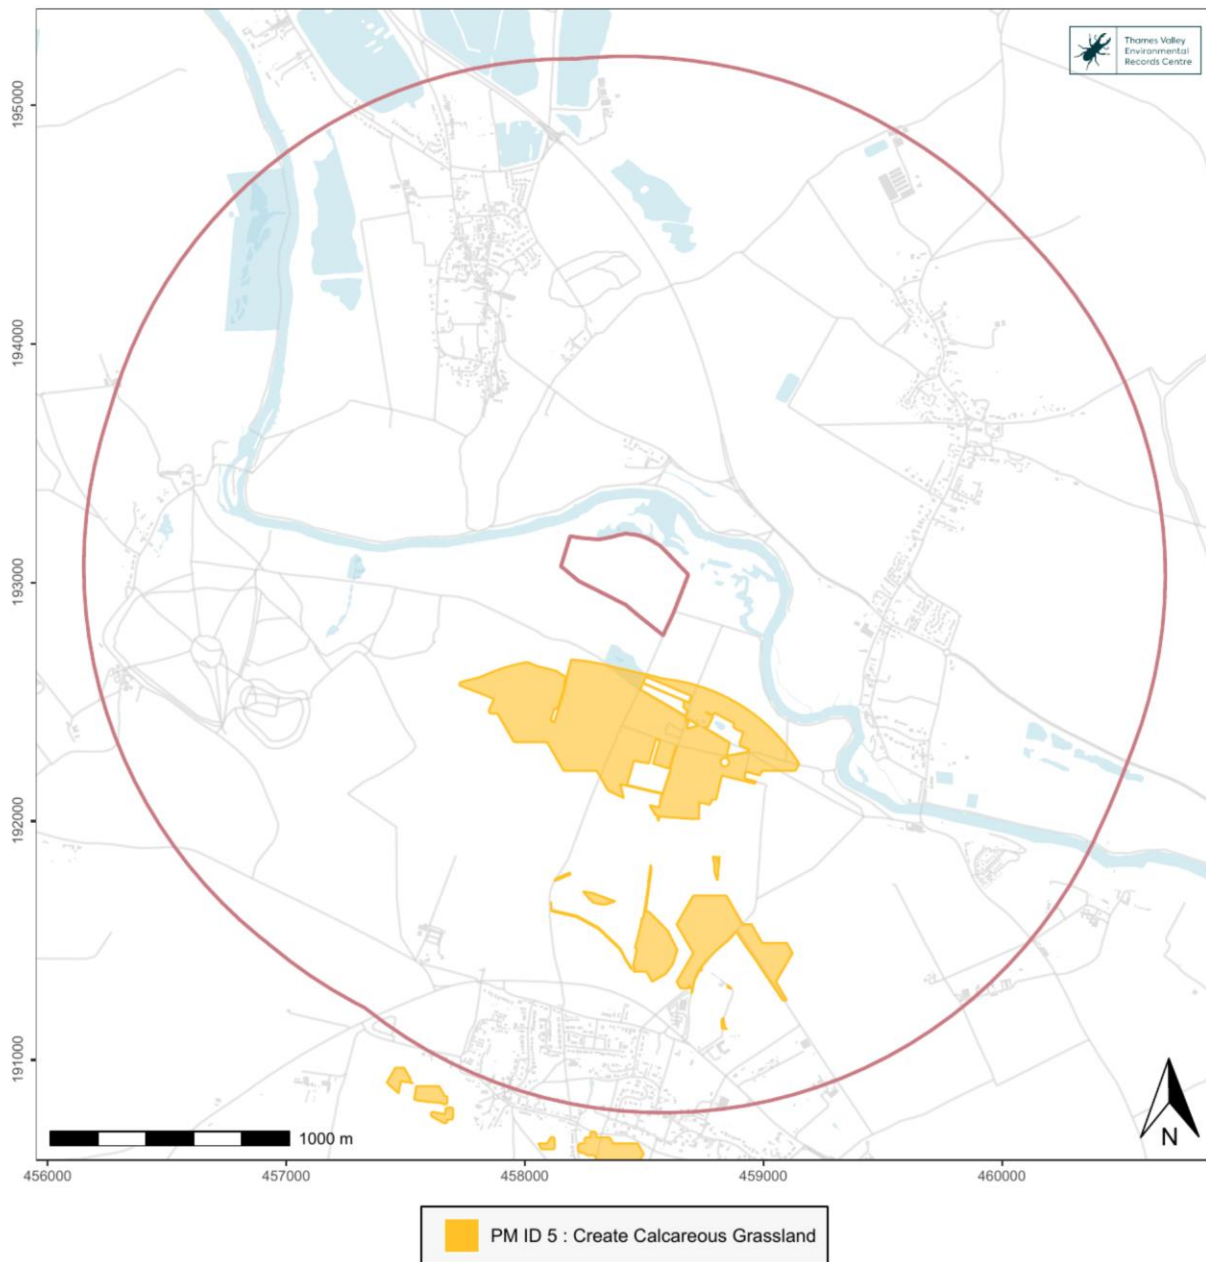 Thames Valley
Environmental
Records Centre
195000
194000
193000
192000
191000
1000 m
N
456000
457000
458000
459000
460000
PM ID 5 : Create Calcareous Grassland